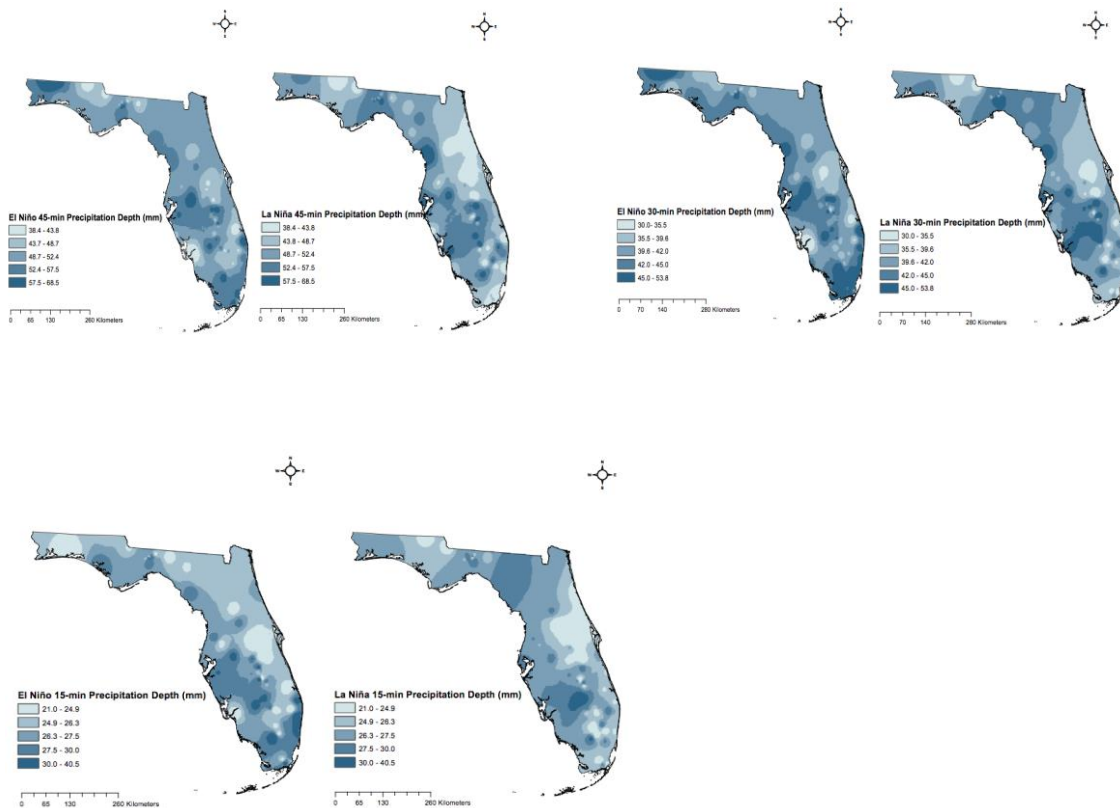 N
W E
S
N
W E
S
N
W E
S
N
W E
S
El Niño 45-min Precipitation Depth (mm)
38.4 - 43.8
43.7 - 48.7
48.7 - 52.4
52.4 - 57.5
57.5 - 68.5
0 65 130 260 Kilometers
La Niña 45-min Precipitation Depth (mm)
38.4 - 43.8
43.8 - 48.7
48.7 - 52.4
52.4 - 57.5
57.5 - 68.5
0 65 130 260 Kilometers
El Niño 30-min Precipitation Depth (mm)
30.0- 35.5
35.5 - 39.6
39.6 - 42.0
42.0 - 45.0
45.0 - 53.8
0 70 140 280 Kilometers
La Niña 30-min Precipitation Depth (mm)
30.0 - 35.5
35.5 - 39.6
39.6 - 42.0
42.0 - 45.0
45.0 - 53.8
0 70 140 280 Kilometers
N
W E
S
N
W E
S
El Niño 15-min Precipitation Depth (mm)
21.0 - 24.9
24.9 - 26.3
26.3 - 27.5
27.5 - 30.0
30.0 - 40.5
0 65 130 260 Kilometers
La Niña 15-min Precipitation Depth (mm)
21.0 - 24.9
24.9 - 26.3
26.3 - 27.5
27.5 - 30.0
30.0 - 40.5
0 65 130 260 Kilometers